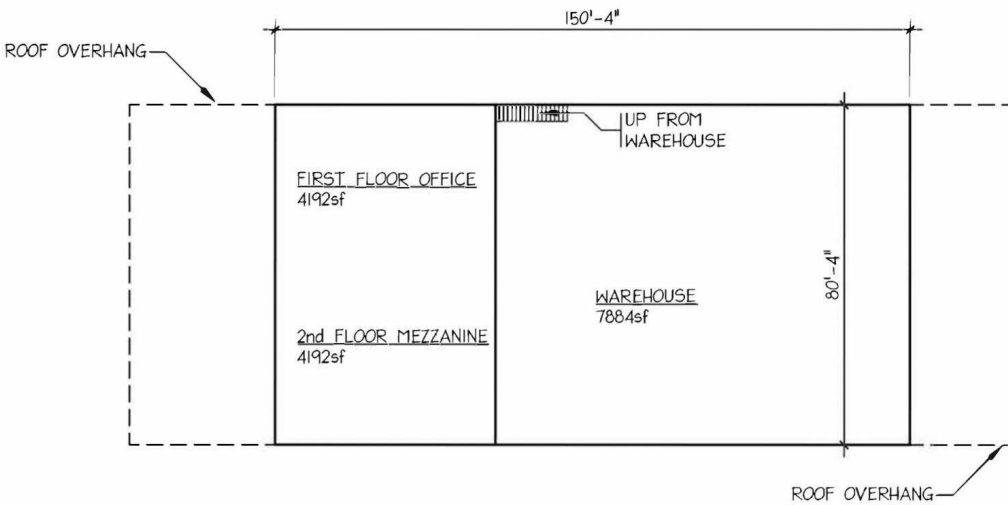 150'-4"
ROOF OVERHANG
UP FROM
WAREHOUSE
FIRST FLOOR OFFICE
4192sf
80'-4"
WAREHOUSE
7884sf
2nd FLOOR MEZZANINE
4192sf
ROOF OVERHANG